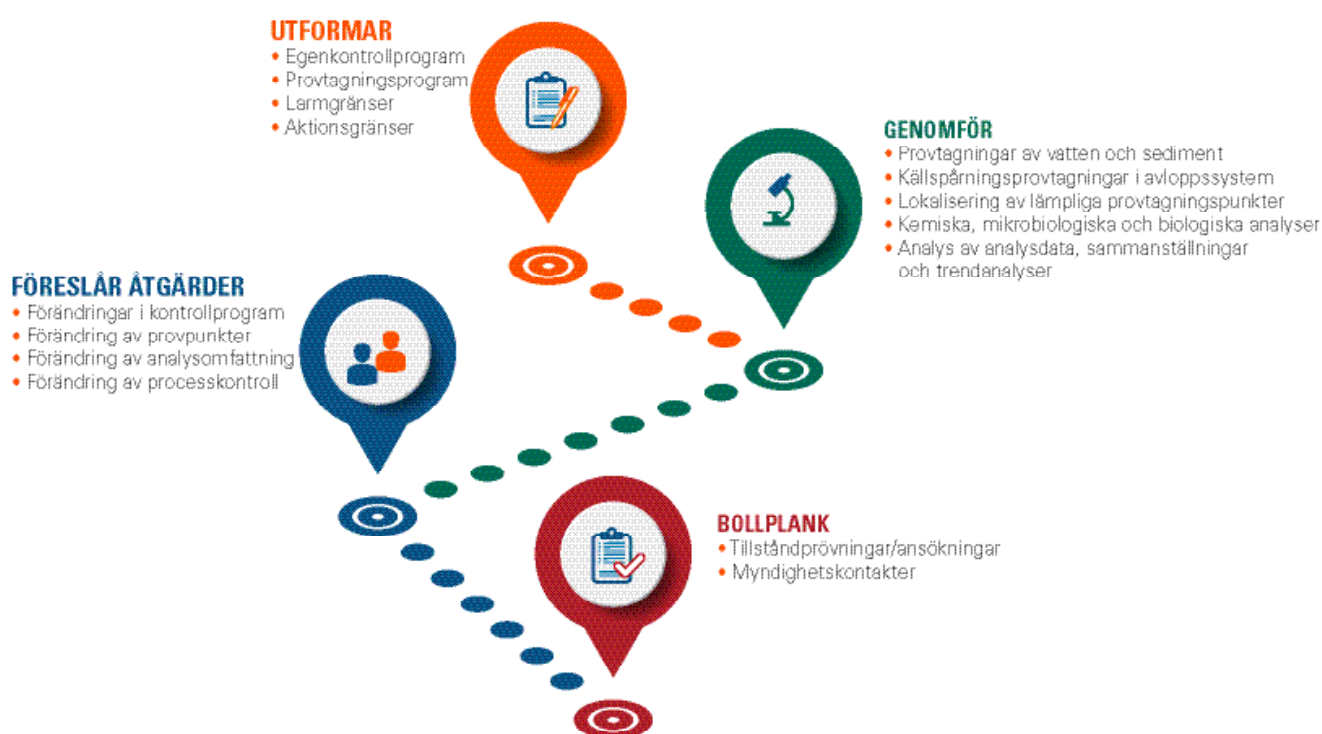 UTFORMAR
• Egenkontrollprogram
• Provtagningsprogram
• Larmgränser
• Aktionsgränser
GENOMFÖR
• Provtagningar av vatten och sediment
• Källspårningsprovtagningar i avloppssystem
• Lokalisering av lämpliga provtagningspunkter
• Kemiska, mikrobiologiska och biologiska analyser
• Analys av analysdata, sammanställningar
och trendanalyser
FÖRESLÅR ÅTGÄRDER
• Förändringar i kontrollprogram
• Förändring av provpunkter
• Förändring av analysomfattning
• Förändring av processkontroll
BOLLPLANK
• Tillståndprövningar/ansökningar
• Myndighetskontakter